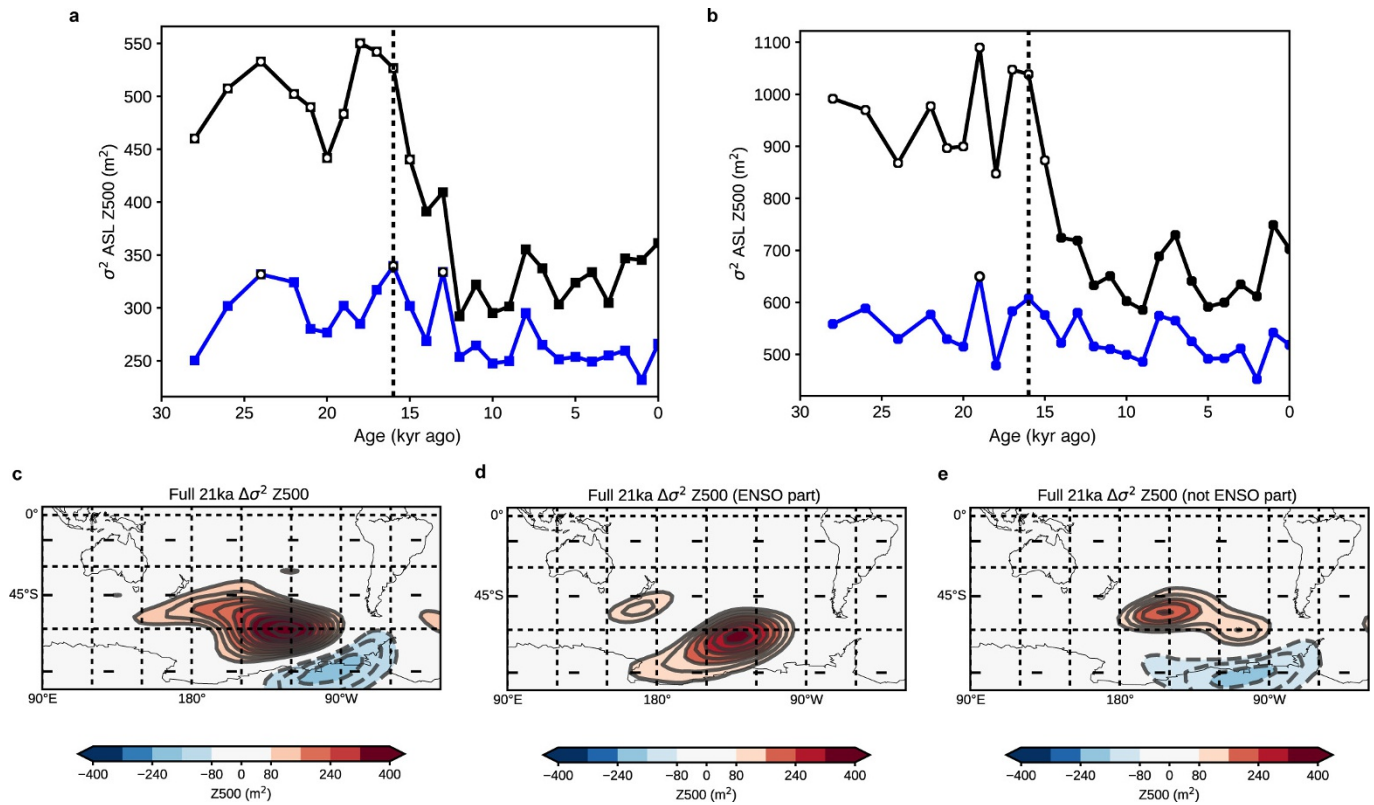 a
b
σ² ASL Z500 (m²)
550
500
450
400
350
300
250
30 25 20 15 10 5 0
Age (kyr ago)
σ² ASL Z500 (m²)
1100
1000
900
800
700
600
500
30 25 20 15 10 5 0
Age (kyr ago)
c
Full 21ka Δσ² Z500
0°
45°S
90°E 180° 90°W
−400 −240 −80 0 80 240 400
Z500 (m²)
d
Full 21ka Δσ² Z500 (ENSO part)
0°
45°S
90°E 180° 90°W
−400 −240 −80 0 80 240 400
Z500 (m²)
e
Full 21ka Δσ² Z500 (not ENSO part)
0°
45°S
90°E 180° 90°W
−400 −240 −80 0 80 240 400
Z500 (m²)